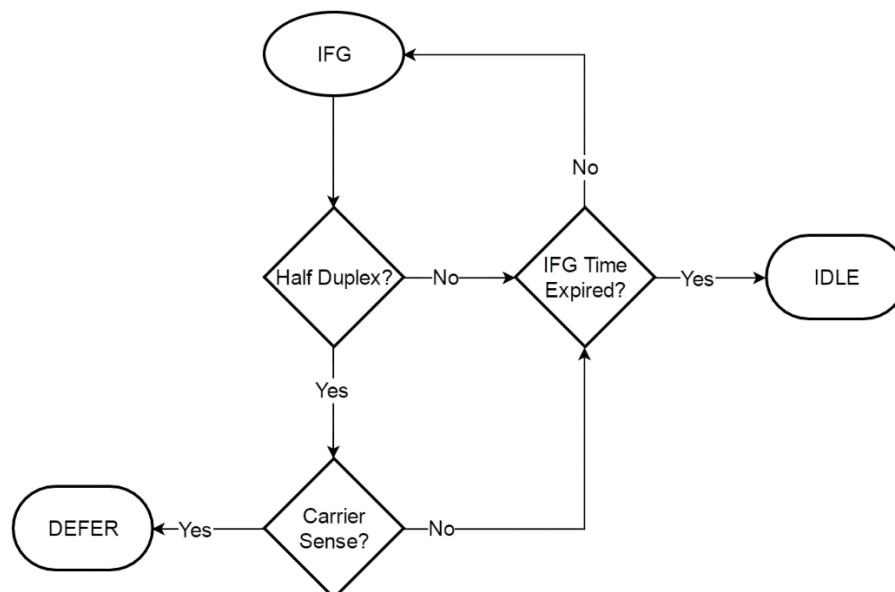 IFG
No
Half Duplex?
No
IFG Time
Expired?
Yes
IDLE
Yes
DEFER
Yes
Carrier
Sense?
No